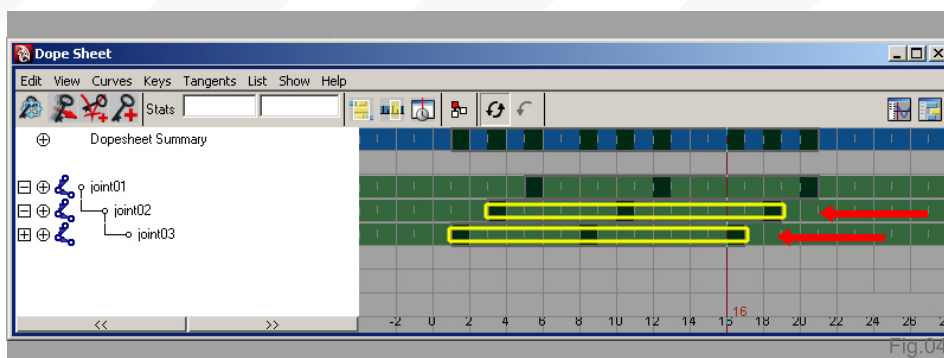 Dope Sheet
Edit View Curves Keys Tangents List Show Help
Stats
Dopesheet Summary
joint01
joint02
joint03
16
<< >> -2 0 2 4 6 8 10 12 14 16 18 20 22 24 26
Fig.04